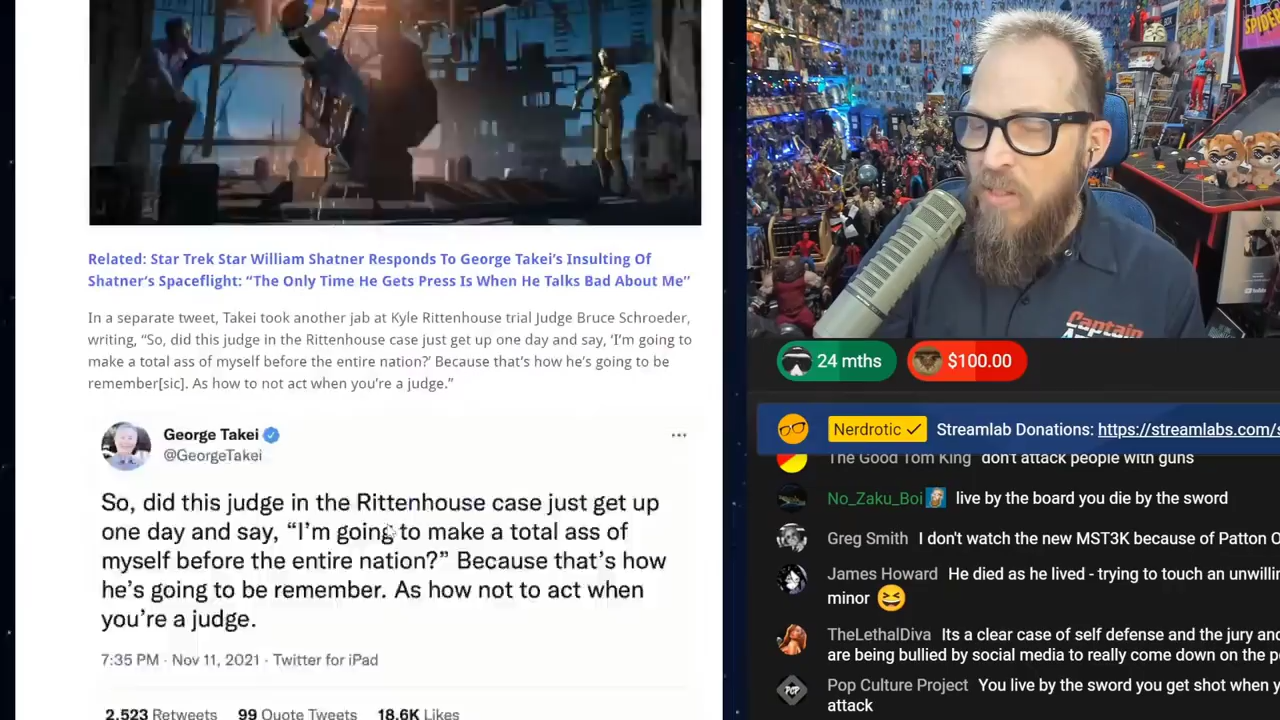 Related: Star Trek Star William Shatner Responds To George Takei’s Insulting Of
Shatner’s Spaceflight: “The Only Time He Gets Press Is When He Talks Bad About Me”
In a separate tweet, Takei took another jab at Kyle Rittenhouse trial Judge Bruce Schroeder,
writing, “So, did this judge in the Rittenhouse case just get up one day and say, ‘I’m going to
make a total ass of myself before the entire nation?’ Because that’s how he’s going to be
remember[sic]. As how to not act when you’re a judge.”
George Takei
@GeorgeTakei
So, did this judge in the Rittenhouse case just get up
one day and say, “I’m going to make a total ass of
myself before the entire nation?” Because that’s how
he’s going to be remember. As how not to act when
you’re a judge.
7:35 PM · Nov 11, 2021 · Twitter for iPad
2,523 Retweets 99 Quote Tweets 18.6K Likes
SPIDE
Captain
24 mths $100.00
Nerdrotic Streamlab Donations: https://streamlabs.com/s
The Good Tom King don't attack people with guns
No_Zaku_Boi live by the board you die by the sword
Greg Smith I don't watch the new MST3K because of Patton O
James Howard He died as he lived - trying to touch an unwillin
minor
TheLethalDiva Its a clear case of self defense and the jury and
are being bullied by social media to really come down on the p
POP
Pop Culture Project You live by the sword you get shot when y
attack